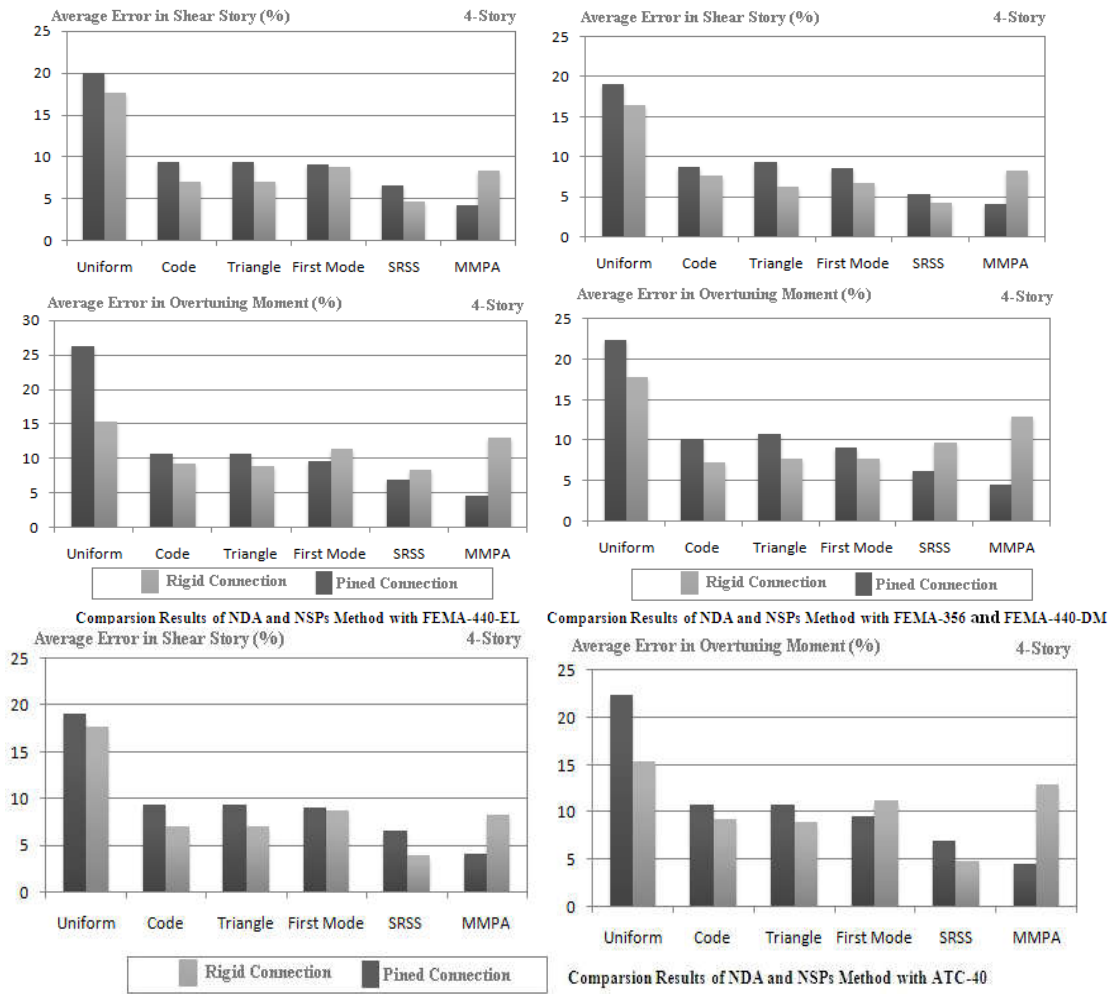 Average Error in Shear Story (%) 4-Story
25
20
15
10
5
0
Uniform Code Triangle First Mode SRSS MMPA
Average Error in Shear Story (%) 4-Story
25
20
15
10
5
0
Uniform Code Triangle First Mode SRSS MMPA
Average Error in Overtuning Moment (%) 4-Story
30
25
20
15
10
5
0
Uniform Code Triangle First Mode SRSS MMPA
Rigid Connection Pined Connection
Comparsion Results of NDA and NSPs Method with FEMA-440-EL
Average Error in Overtuning Moment (%) 4-Story
25
20
15
10
5
0
Uniform Code Triangle First Mode SRSS MMPA
Rigid Connection Pined Connection
Comparsion Results of NDA and NSPs Method with FEMA-356 and FEMA-440-DM
Average Error in Shear Story (%) 4-Story
25
20
15
10
5
0
Uniform Code Triangle First Mode SRSS MMPA
Average Error in Overtuning Moment (%) 4-Story
25
20
15
10
5
0
Uniform Code Triangle First Mode SRSS MMPA
Rigid Connection Pined Connection
Comparsion Results of NDA and NSPs Method with ATC-40